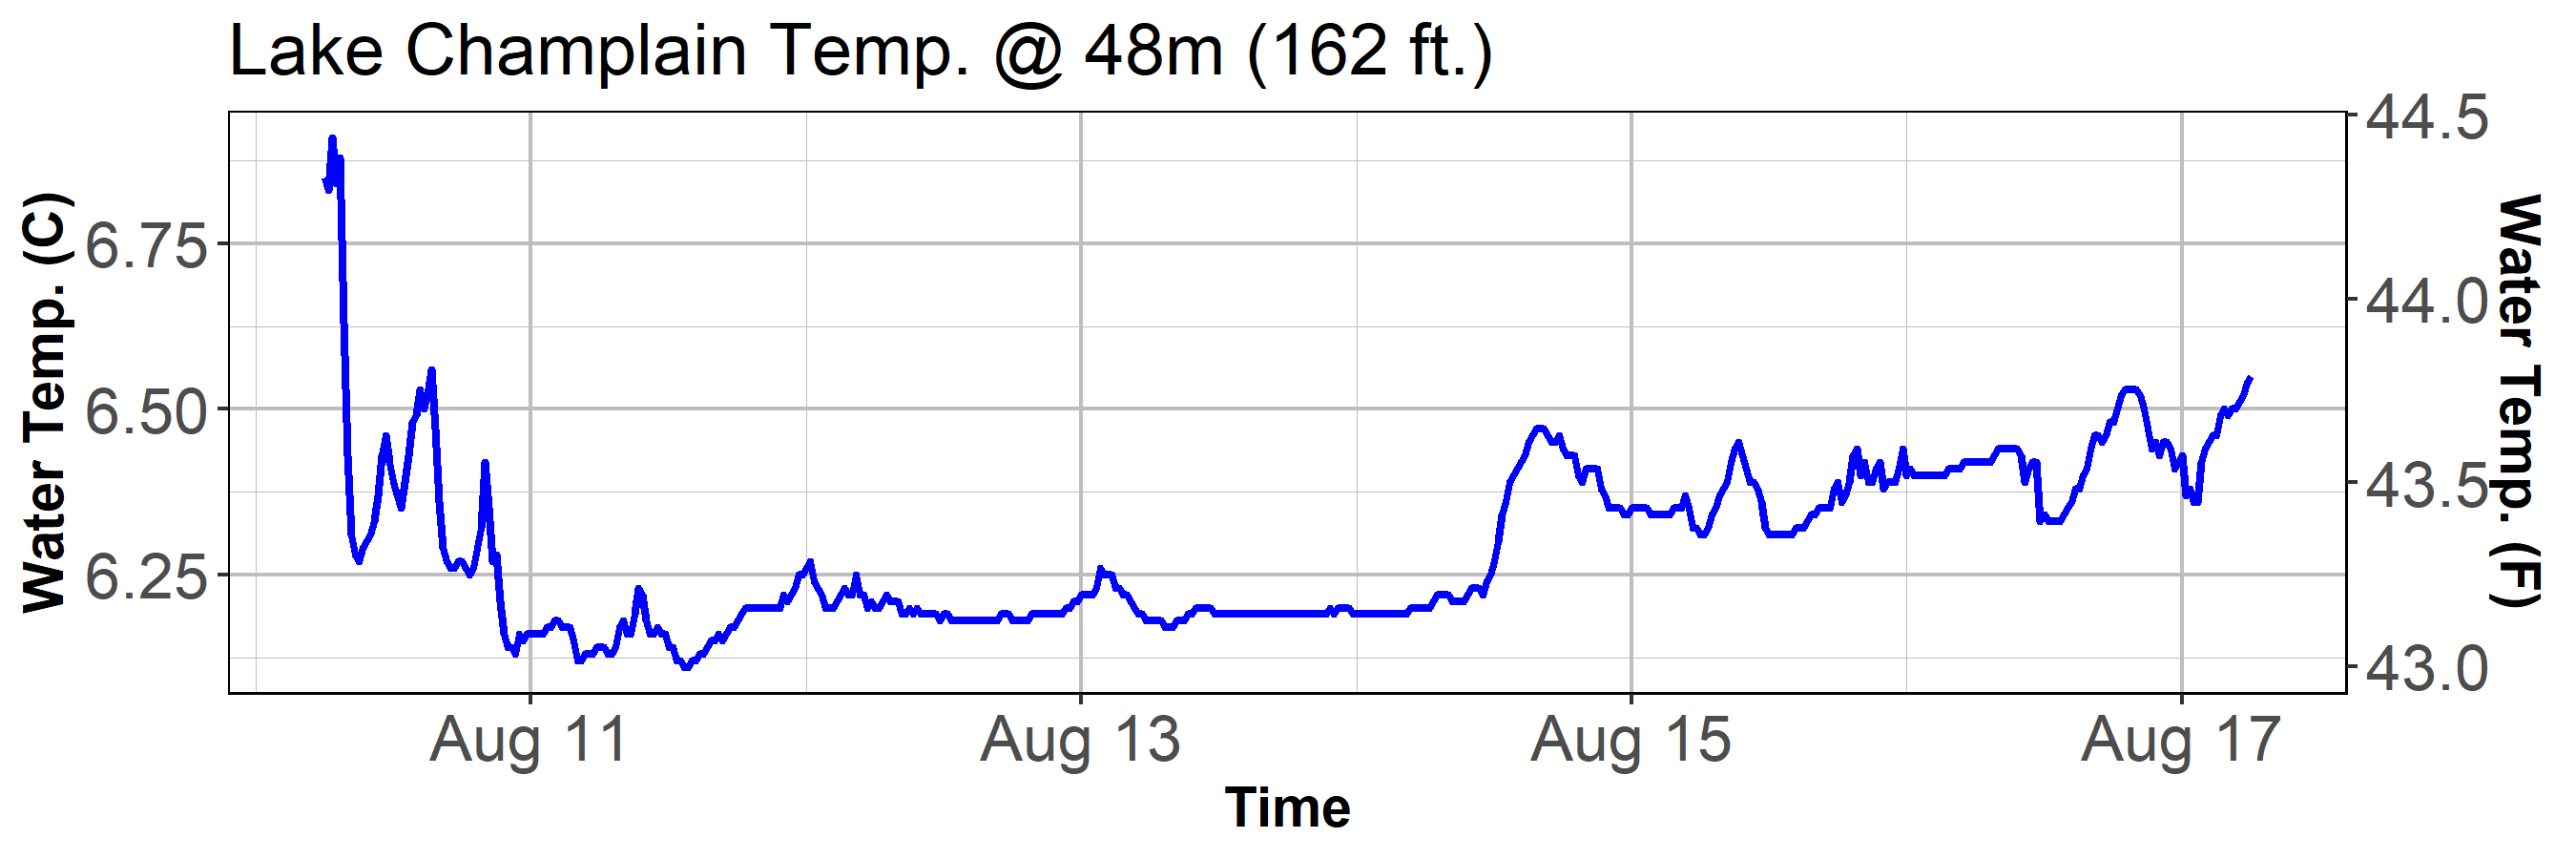 Lake Champlain Temp. @ 48m (162 ft.)
Water Temp. (C)
6.75
6.50
6.25
44.5
44.0
43.5
43.0
Water Temp. (F)
Aug 11
Aug 13
Aug 15
Aug 17
Time